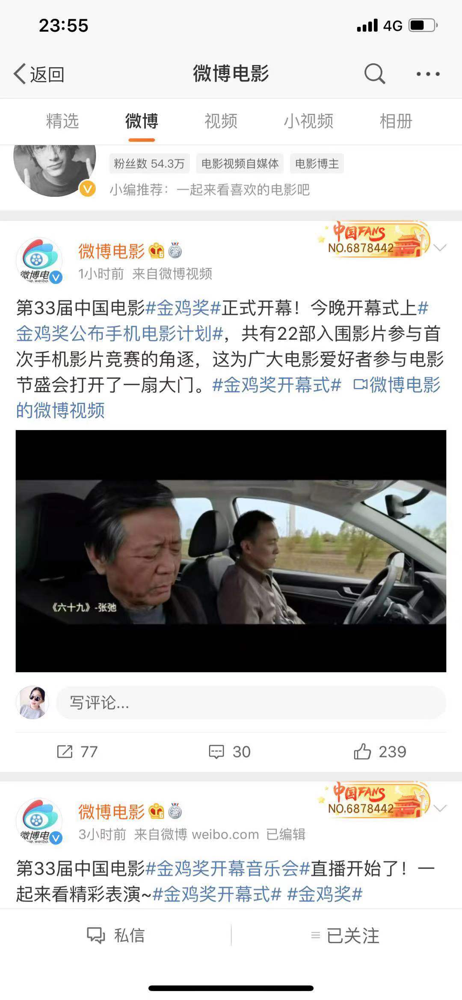 23:55
4G
返回
微博电影
精选
微博
视频
小视频
相册
粉丝数 54.3万
电影视频自媒体
电影博主
小编推荐：一起来看喜欢的电影吧
中国FANS
NO.6878442
微博电影
答
1小时前 来自微博视频
微博电
ie.weibo.
第33届中国电影#金鸡奖#正式开幕！今晚开幕式上#
金鸡奖公布手机电影计划#，共有22部入围影片参与首
次手机影片竞赛的角逐，这为广大电影爱好者参与电影
节盛会打开了一扇大门。#金鸡奖开幕式# 微博电影
的微博视频
《六十九》-张弛
写评论...
77
30
239
中国FANS
NO.6878442
微博电影
答
3小时前 来自微博 weibo.com 已编辑
微博电
ie.weibo.
第33届中国电影#金鸡奖开幕音乐会#直播开始了！一
起来看精彩表演~#金鸡奖开幕式# #金鸡奖#
私信
已关注